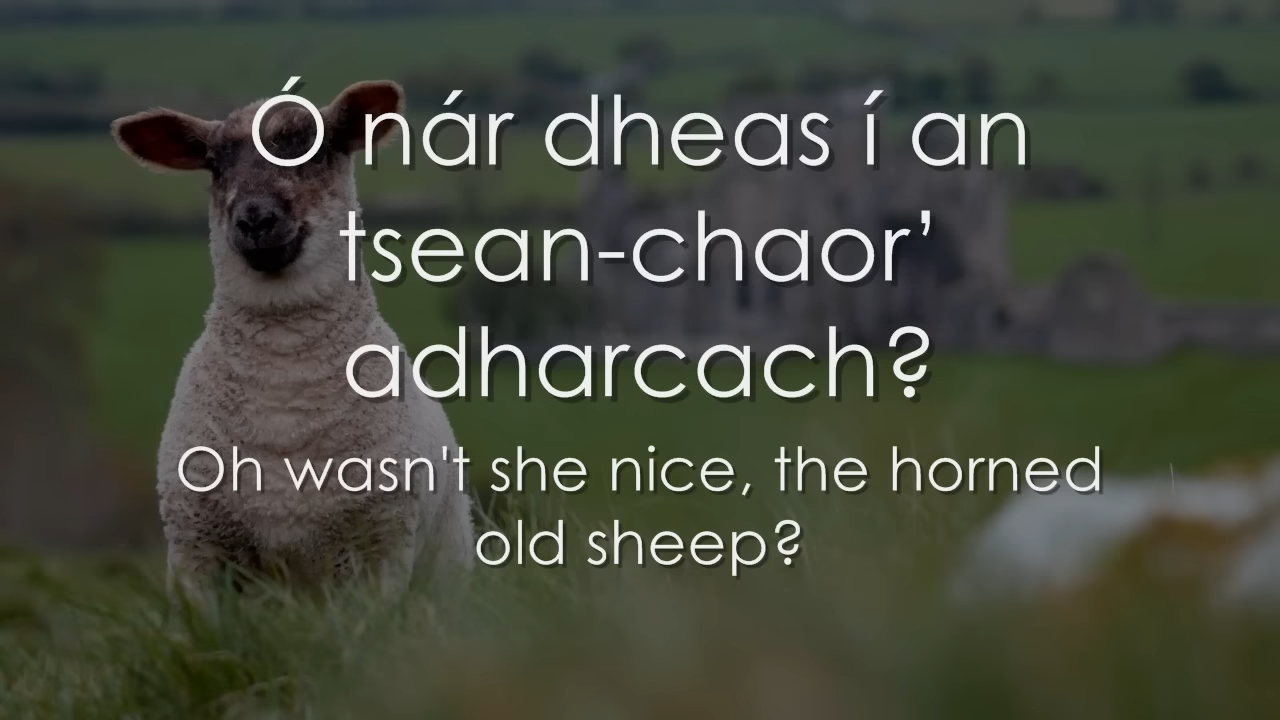 Ó nár dheas í an
tsean-chaor’
adharcach?
Oh wasn't she nice, the horned
old sheep?